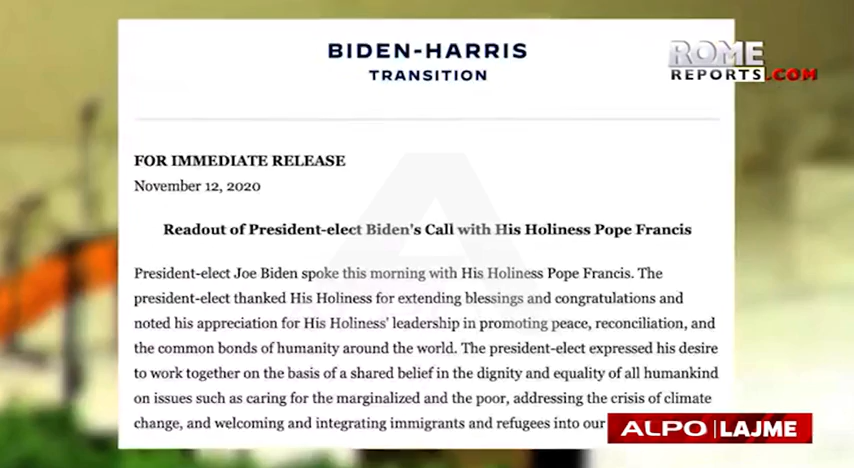 BIDEN-HARRIS
TRANSITION
ROME
REPORTS.COM
FOR IMMEDIATE RELEASE
November 12, 2020
Readout of President-elect Biden's Call with His Holiness Pope Francis
President-elect Joe Biden spoke this morning with His Holiness Pope Francis. The
president-elect thanked His Holiness for extending blessings and congratulations and
noted his appreciation for His Holiness' leadership in promoting peace, reconciliation, and
the common bonds of humanity around the world. The president-elect expressed his desire
to work together on the basis of a shared belief in the dignity and equality of all humankind
on issues such as caring for the marginalized and the poor, addressing the crisis of climate
change, and welcoming and integrating immigrants and refugees into our
ALPO LAJME